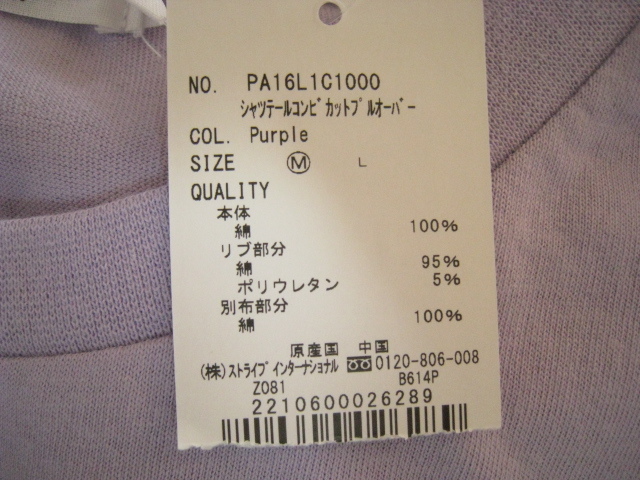 NO. PA16L1C1000
シャツテールコンビカットプルオーバー
COL. Purple
SIZE Ⓜ L
QUALITY
本体
綿 100%
リブ部分
綿 95%
ポリウレタン 5%
別布部分
綿 100%
原産国 中国
(株)ストライプインターナショナル 0120-806-008
Z081 B614P
2210600026289